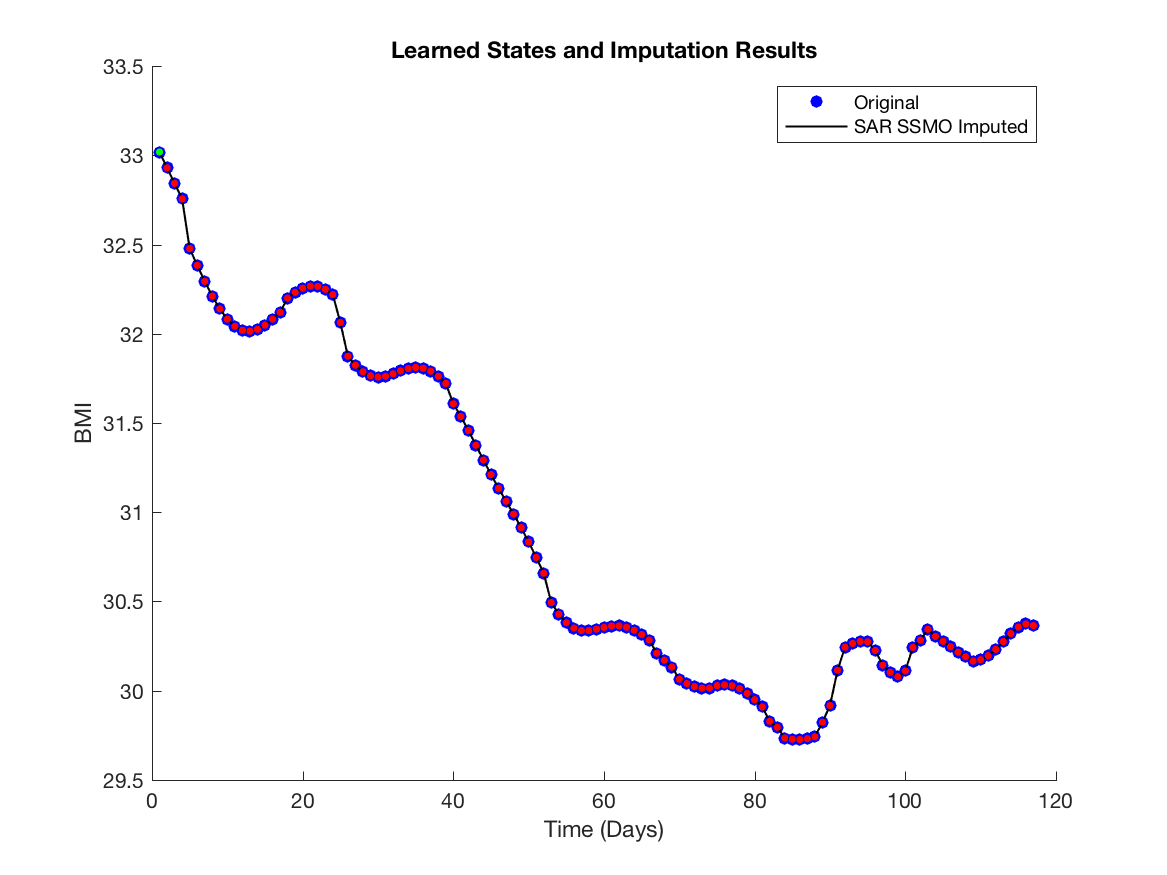 Learned States and Imputation Results
33.5
33
32.5
32
31.5
31
30.5
30
29.5
BMI
Original
SAR SSMO Imputed
0 20 40 60 80 100 120
Time (Days)